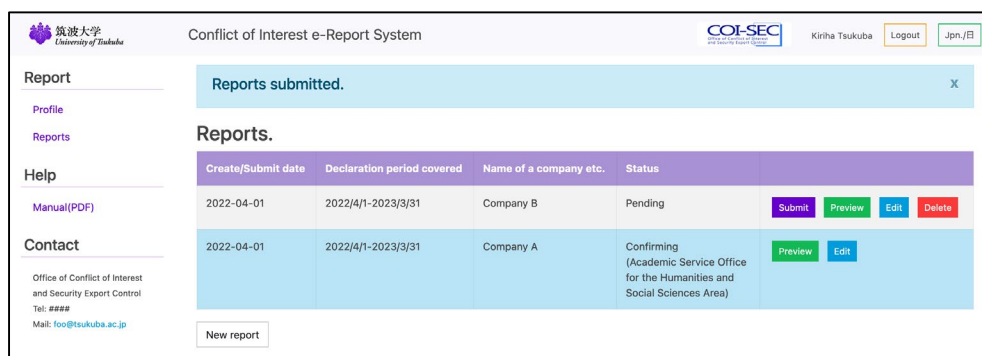 筑波大学
University of Tsukuba
Conflict of Interest e-Report System
COI-SEC
Office of Conflict of Interest
and Security Export Control
Kiriha Tsukuba
Logout
Jpn./日
Report
Profile
Reports
Help
Manual(PDF)
Contact
Office of Conflict of Interest
and Security Export Control
Tel: ####
Mail: foo@tsukuba.ac.jp
Reports submitted.
X
Reports.
Create/Submit date Declaration period covered Name of a company etc. Status
2022-04-01 2022/4/1-2023/3/31 Company B Pending Submit Preview Edit Delete
2022-04-01 2022/4/1-2023/3/31 Company A Confirming Preview Edit
(Academic Service Office
for the Humanities and
Social Sciences Area)
New report